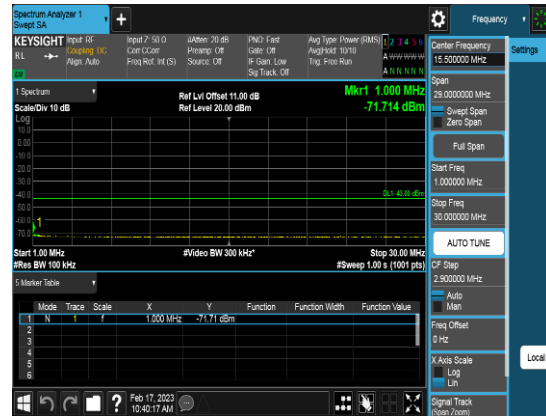 Spectrum Analyzer 1
Swept SA
+
Frequency
KEYSIGHT
RL
Input: RF
Coupling: DC
Align: Auto
Input Z: 50 Ω
Corr CCorr
Freq Ref: Int (S)
#Atten: 20 dB
Preamp: Off
Source: Off
PNO: Fast
Gate: Off
IF Gain: Low
Sig Track: Off
Avg Type: Power (RMS)
Avg|Hold: 10/10
Trig: Free Run
1 2 3 4 5 6
A W W W W W
A N N N N N
1 Spectrum
Scale/Div 10 dB
Ref Lvl Offset 11.00 dB
Ref Level 20.00 dBm
Mkr1 1.000 MHz
-71.714 dBm
Log
10.0
0.00
-10.0
-20.0
-30.0
-40.0
-50.0
-60.0
-70.0
DL1 -43.00 dBm
1
Start 1.00 MHz
#Res BW 100 kHz
#Video BW 300 kHz*
Stop 30.00 MHz
#Sweep 1.00 s (1001 pts)
5 Marker Table
Mode Trace Scale X Y Function Function Width Function Value
1 N 1 f 1.000 MHz -71.71 dBm
2
3
4
5
6
Feb 17, 2023
10:40:17 AM
Center Frequency
15.500000 MHz
Settings
Span
29.0000000 MHz
Swept Span
Zero Span
Full Span
Start Freq
1.000000 MHz
Stop Freq
30.000000 MHz
AUTO TUNE
CF Step
2.900000 MHz
Auto
Man
Freq Offset
0 Hz
X Axis Scale
Log
Lin
Local
Signal Track
(Span Zoom)